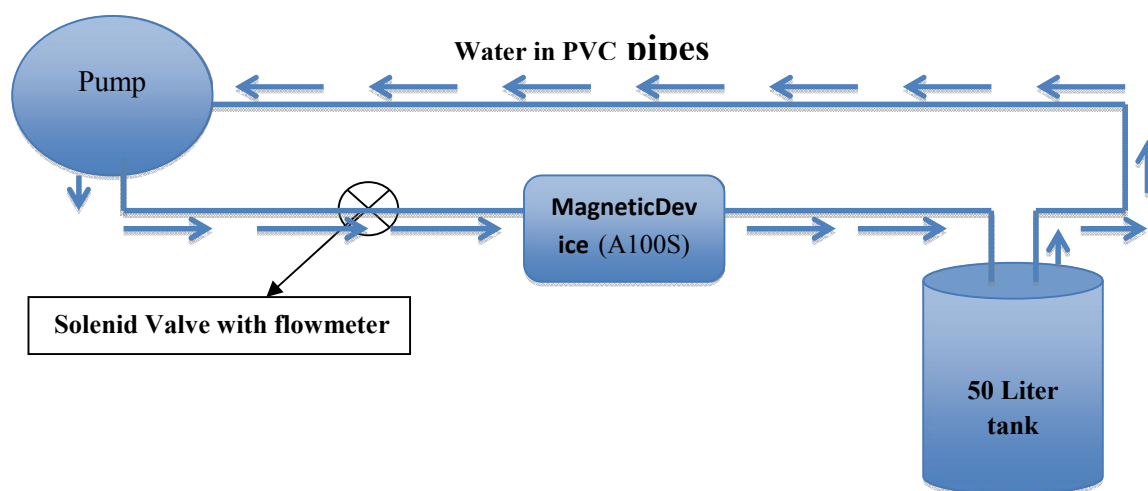 Water in PVC pipes
Pump
MagneticDev
ice (A100S)
Solenid Valve with flowmeter
50 Liter
tank